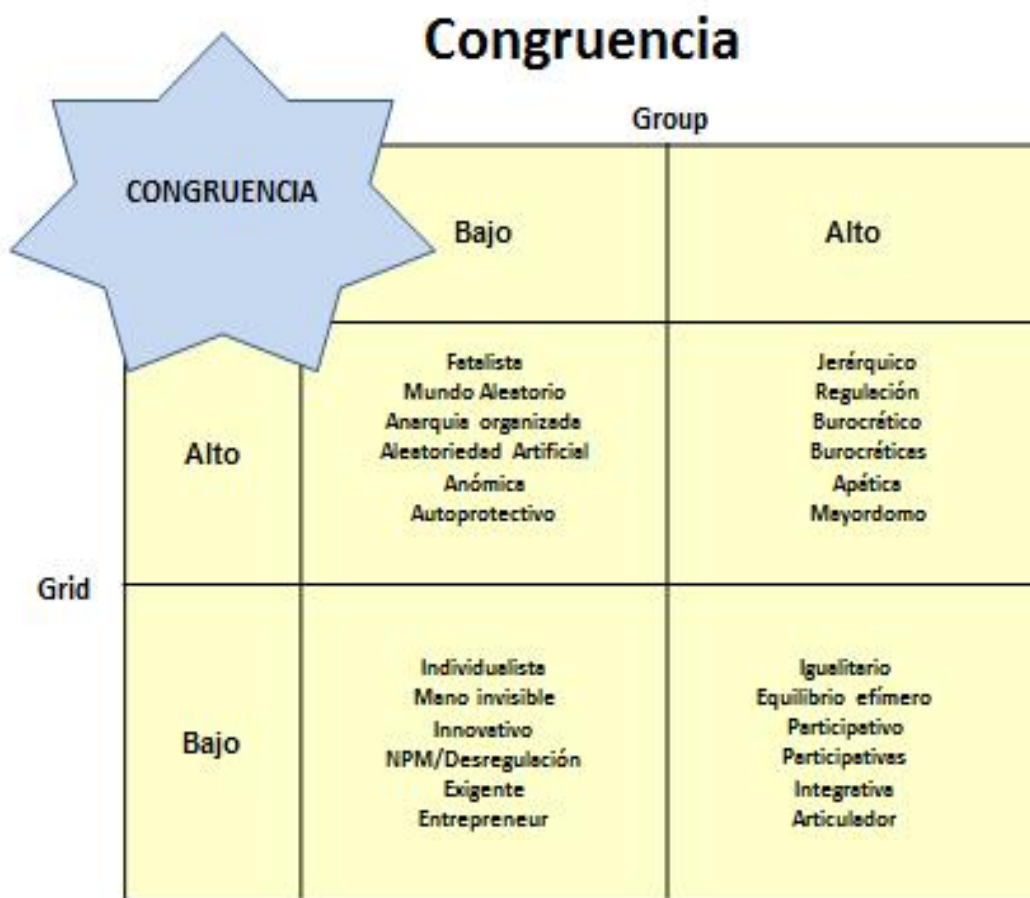 Congruencia
Group
CONGRUENCIA
Bajo
Alto
Alto
Fatalista
Mundo Aleatorio
Anarquia organizada
Aleatoriedad Artificial
Anómica
Autoprotectivo
Jerárquico
Regulación
Burocrático
Burocráticas
Apática
Mayordomo
Grid
Bajo
Individualista
Mano invisible
Innovativo
NPM/Desregulación
Exigente
Entrepreneur
Igualitario
Equilibrio efímero
Participativo
Participativas
Integrativa
Articulador